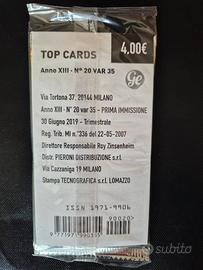 TOP CARDS
4,00€
Anno XIII - N° 20 VAR 35
Ge
Via Tortona 37, 20144 MILANO
Anno XIII - N° 20 var 35 - PRIMA IMMISSIONE
30 Giugno 2019 - Trimestrale
Reg. Trib. MI n.°336 del 22-05-2007
Direttore Responsabile Roy Zinsenheim
Distr. PIERONI DISTRIBUZIONE s.r.l.
Via Cazzaniga 19 MILANO
Stampa TECNOGRAFICA s.r.l. LOMAZZO
ISSN 1971-9906
90020
subito